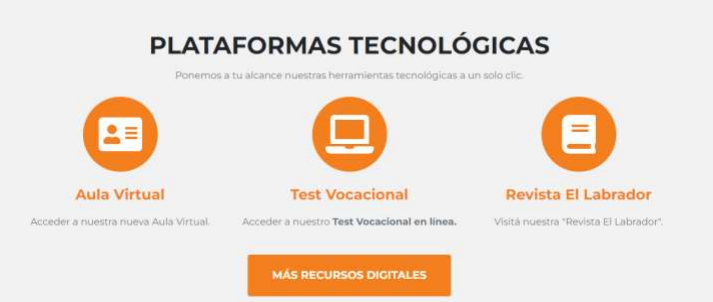 PLATAFORMAS TECNOLÓGICAS
Ponemos a tu alcance nuestras herramientas tecnológicas a un solo clic.
Aula Virtual
Acceder a nuestra nueva Aula Virtual.
Test Vocacional
Acceder a nuestro Test Vocacional en línea.
Revista El Labrador
Visitá nuestra "Revista El Labrador".
MÁS RECURSOS DIGITALES